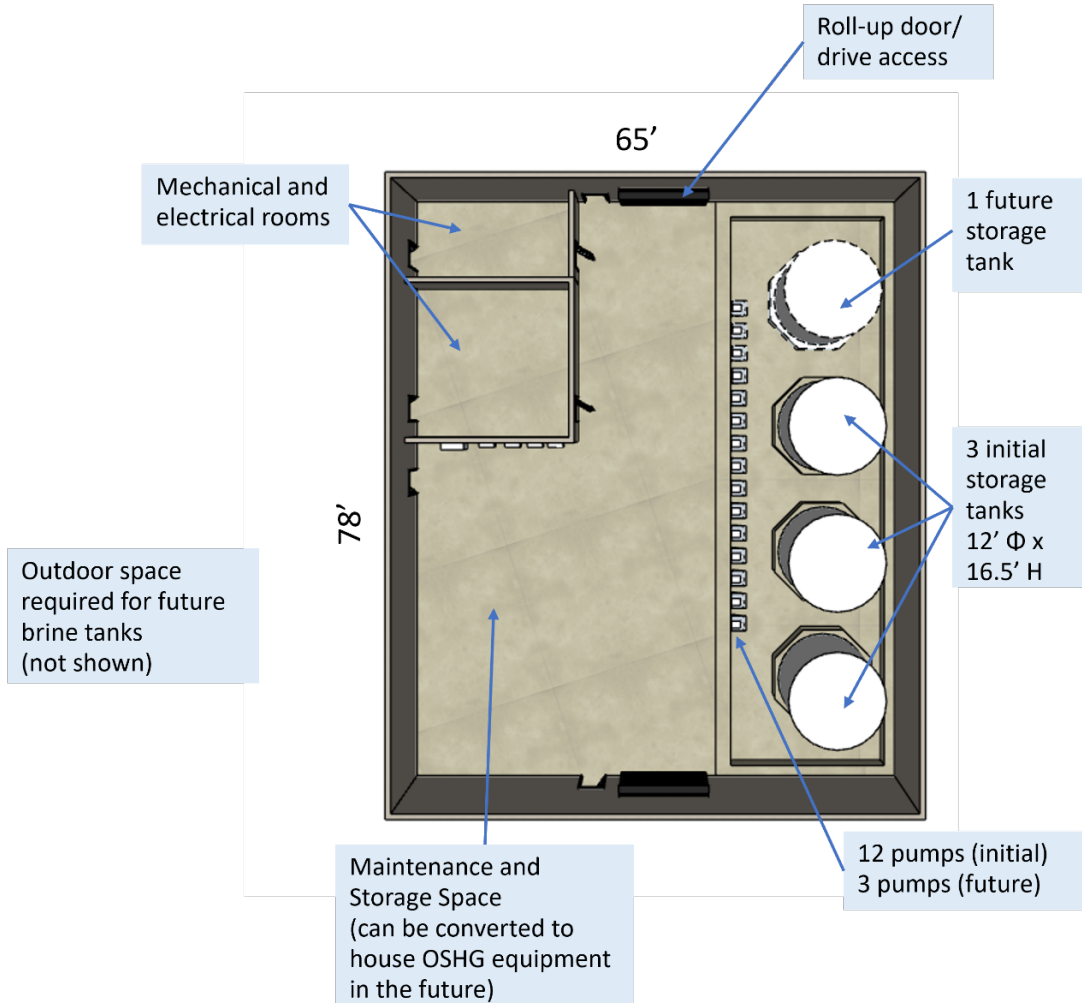 Roll-up door/
drive access
65’
Mechanical and
electrical rooms
1 future
storage
tank
78’
3 initial
storage
tanks
12’ Φ x
16.5’ H
Outdoor space
required for future
brine tanks
(not shown)
12 pumps (initial)
3 pumps (future)
Maintenance and
Storage Space
(can be converted to
house OSHG equipment
in the future)